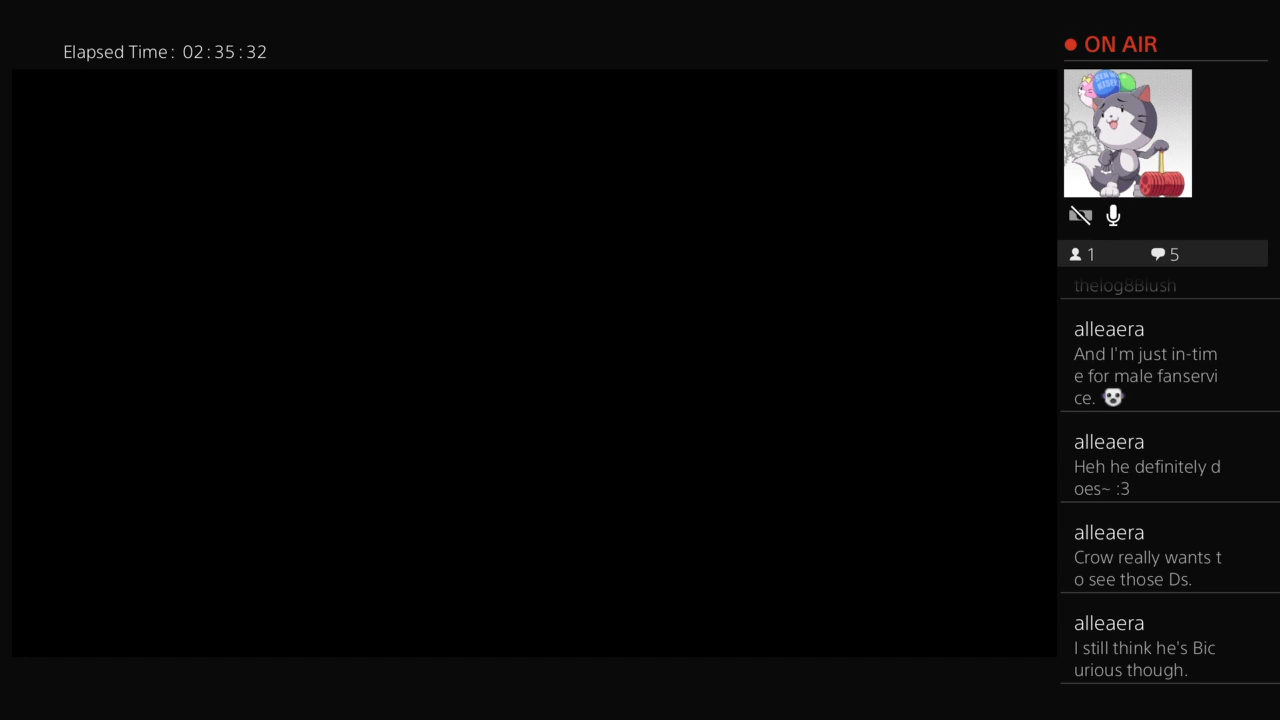 Elapsed Time: 02:35:32
ON AIR
1
5
thelog8Blush
alleaera
And I'm just in-tim
e for male fanservi
ce.
alleaera
Heh he definitely d
oes~ :3
alleaera
Crow really wants t
o see those Ds.
alleaera
I still think he's Bic
urious though.